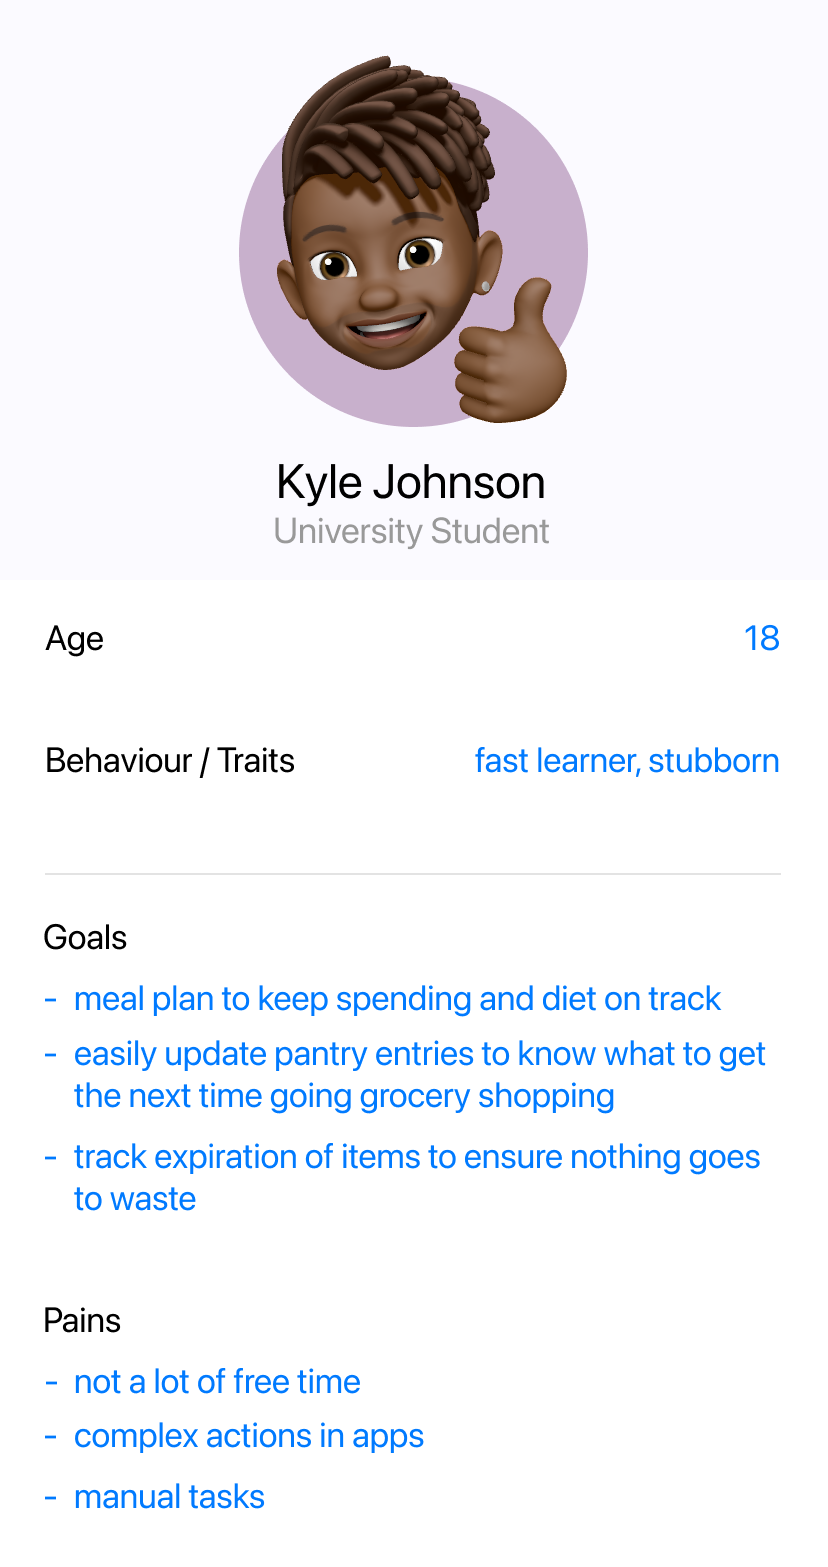 Kyle Johnson
University Student
Age 18
Behaviour / Traits fast learner, stubborn
Goals
- meal plan to keep spending and diet on track
- easily update pantry entries to know what to get
the next time going grocery shopping
- track expiration of items to ensure nothing goes
to waste
Pains
- not a lot of free time
- complex actions in apps
- manual tasks